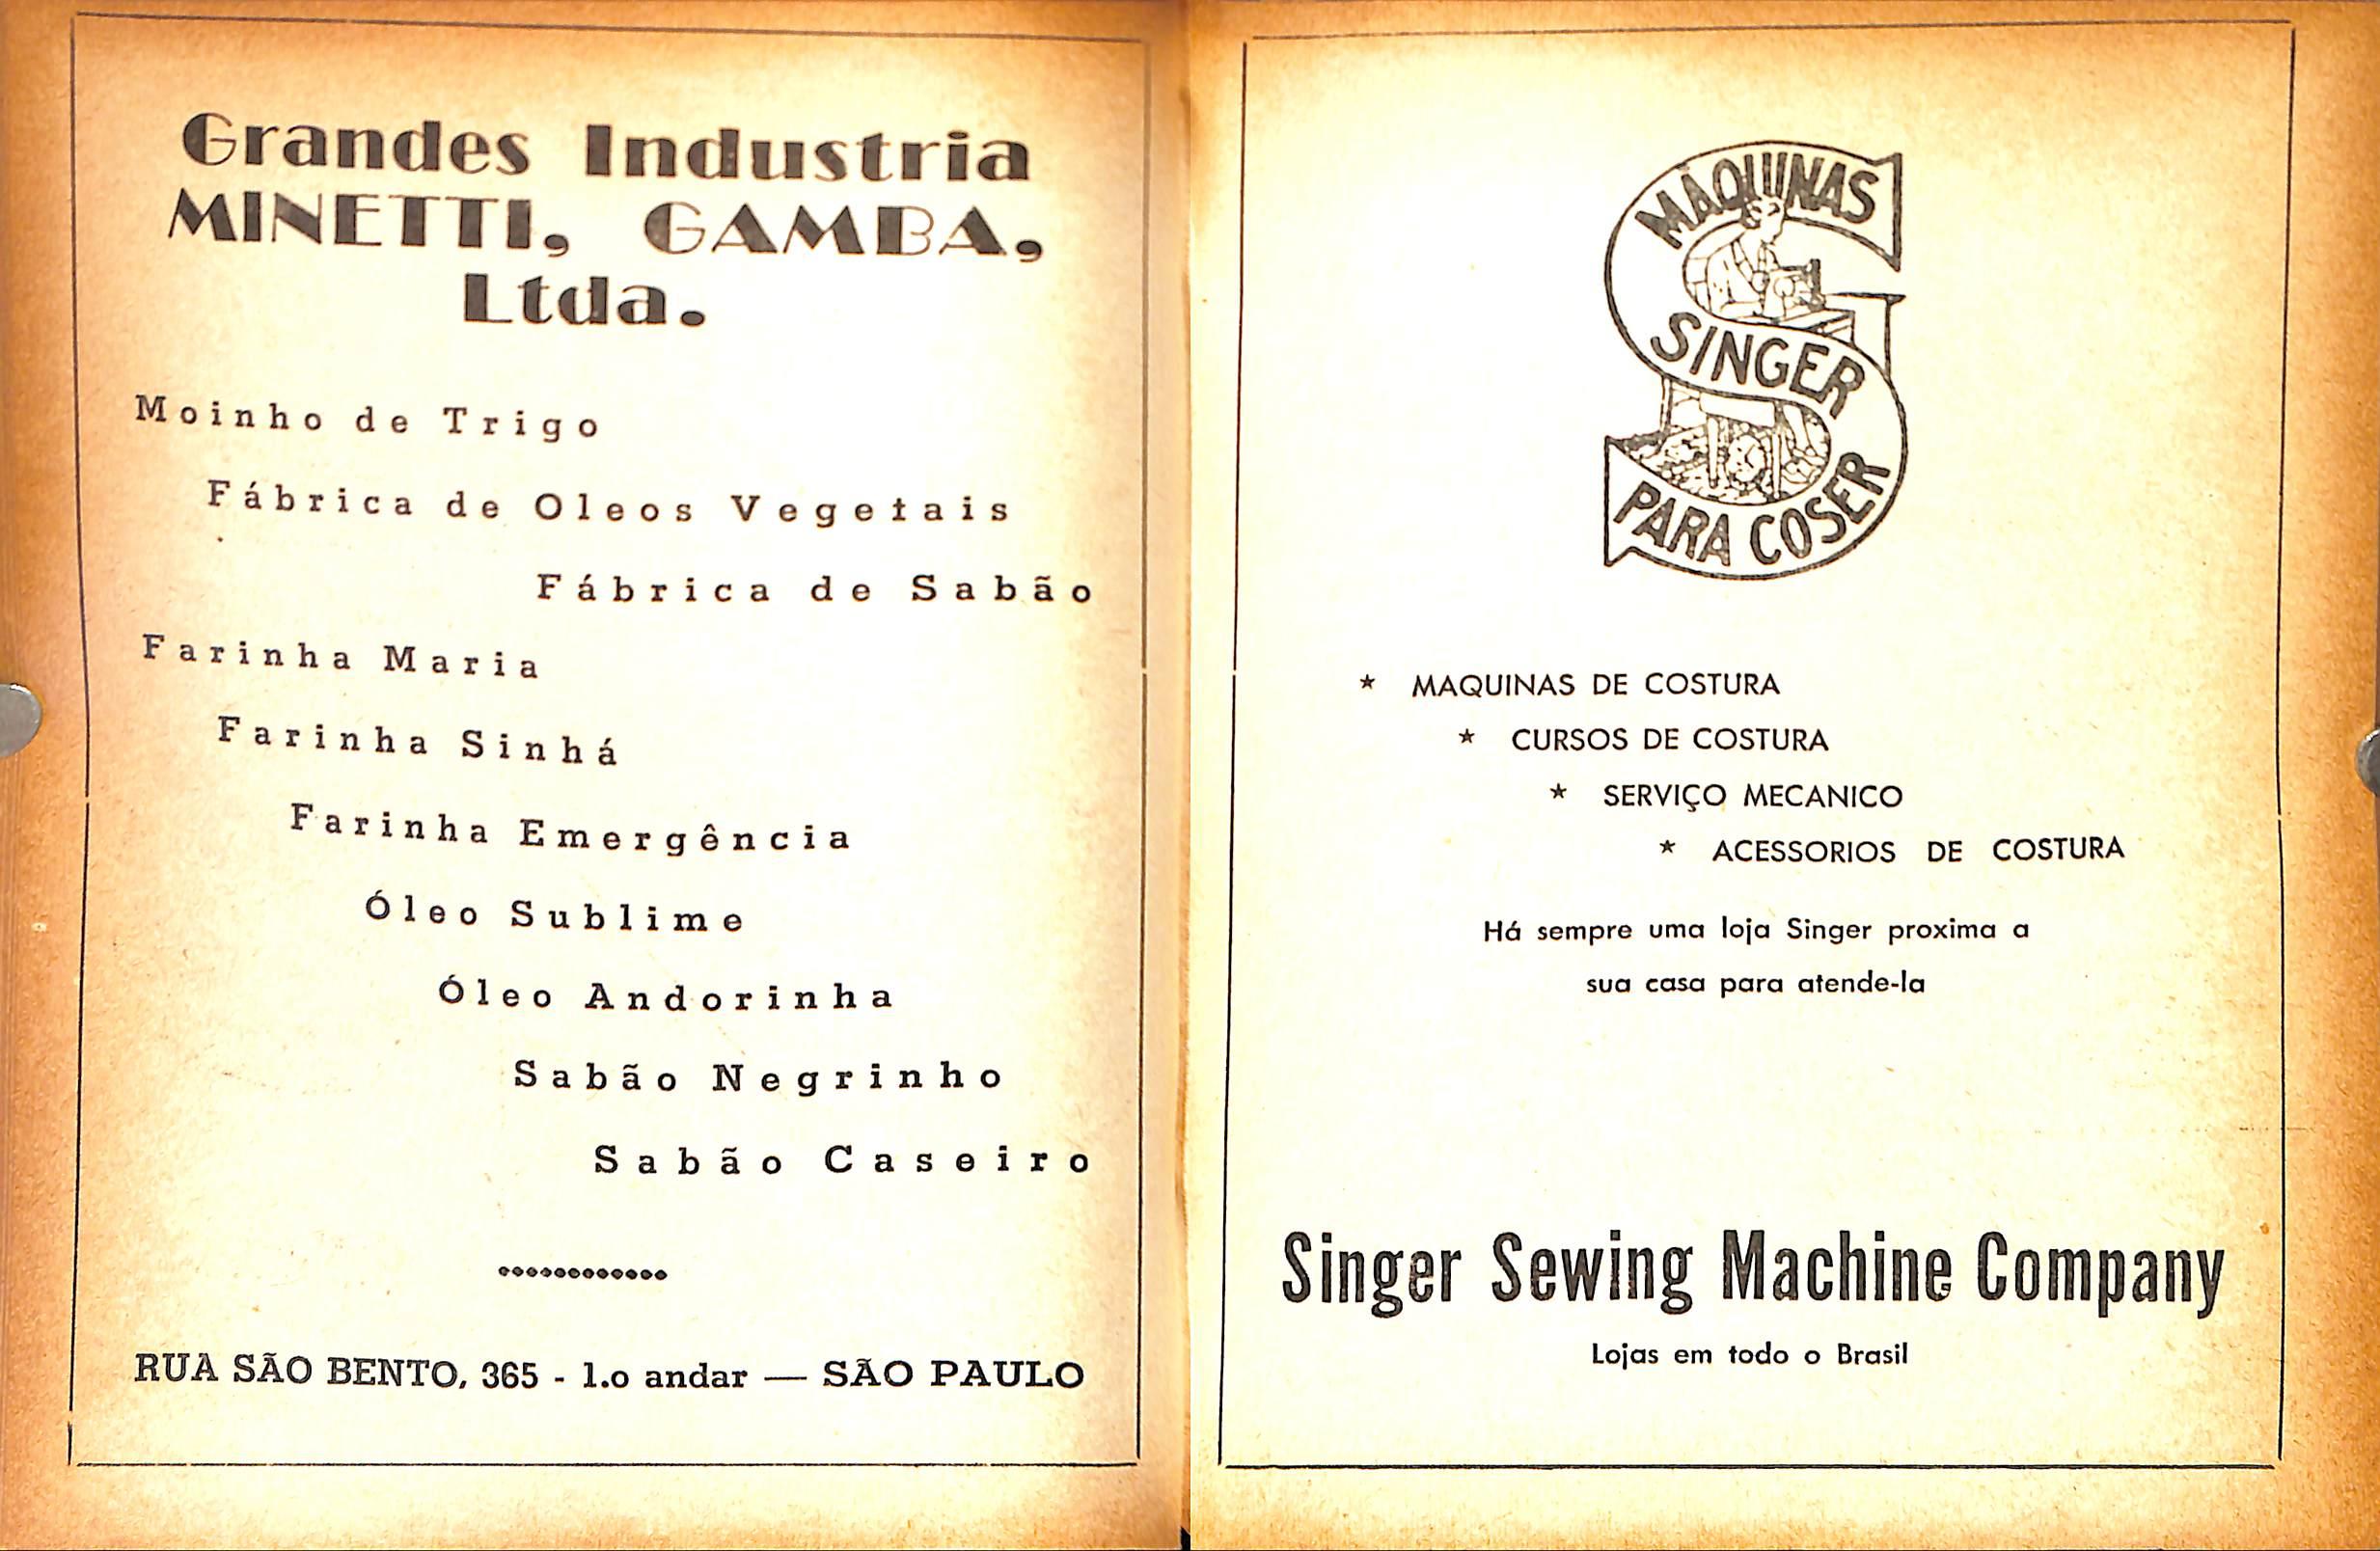 Grandes Industria
MINETTI, GAMBA,
Ltda.
Moinho de Trigo
Fábrica de Oleos Vegetais
Fábrica de Sabão
Farinha Maria
Farinha Sinhá
Farinha Emergência
Óleo Sublime
Óleo Andorinha
Sabão Negrinho
Sabão Caseiro
RUA SÃO BENTO, 365 - 1.o andar — SÃO PAULO
MAQUINAS
SINGER
PARA COSER
* MAQUINAS DE COSTURA
* CURSOS DE COSTURA
* SERVIÇO MECANICO
* ACESSORIOS DE COSTURA
Há sempre uma loja Singer proxima a
sua casa para atende-la
Singer Sewing Machine Company
Lojas em todo o Brasil